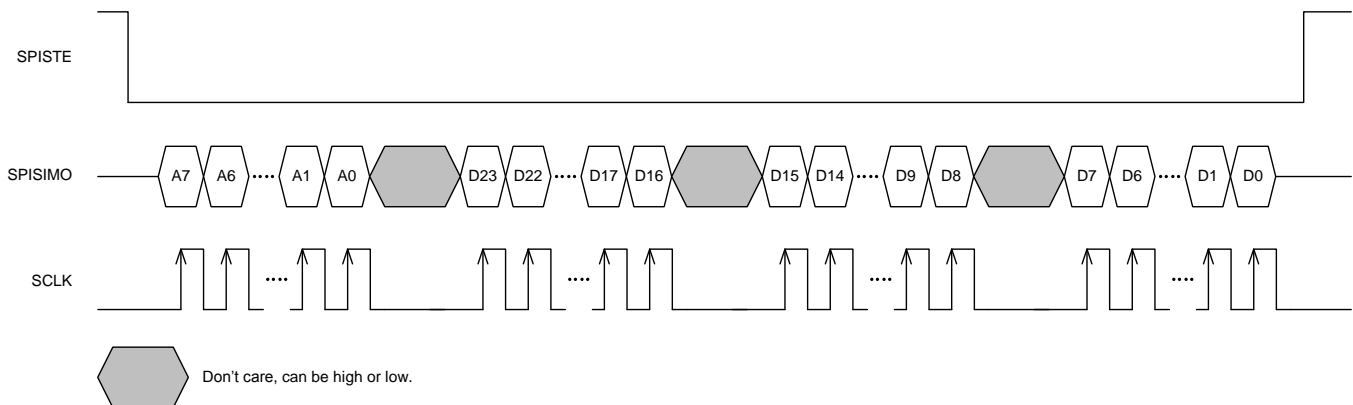 SPISTE
SPISIMO A7 A6 .... A1 A0 D23 D22 .... D17 D16 D15 D14 .... D9 D8 D7 D6 .... D1 D0
SCLK .... .... .... ....
Don't care, can be high or low.